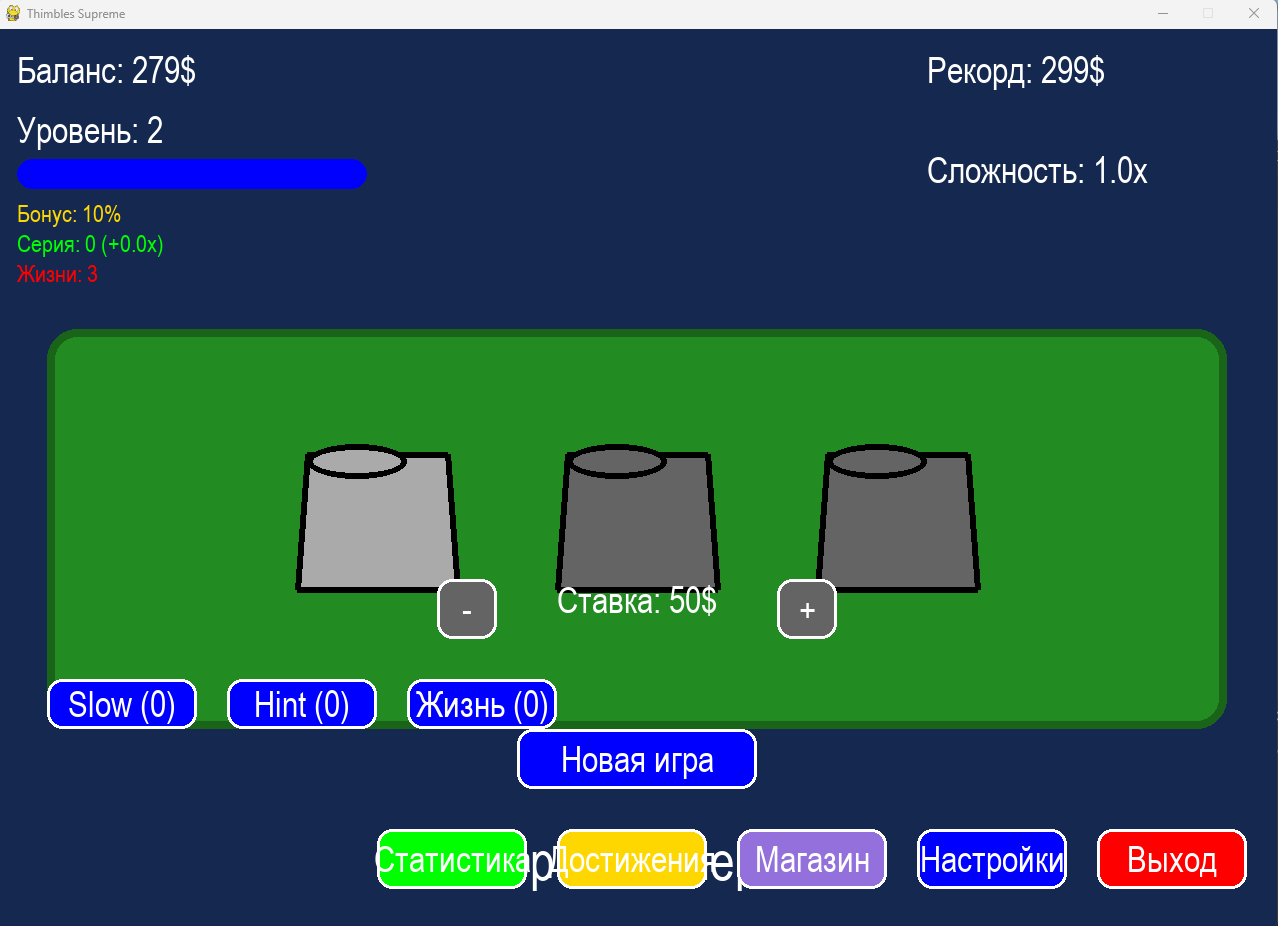 Thimbles Supreme
Баланс: 279$
Рекорд: 299$
Уровень: 2
Сложность: 1.0x
Бонус: 10%
Серия: 0 (+0.0x)
Жизни: 3
-
Ставка: 50$
+
Slow (0)
Hint (0)
Жизнь (0)
Новая игра
Статистика
Достижения
Магазин
Настройки
Выход